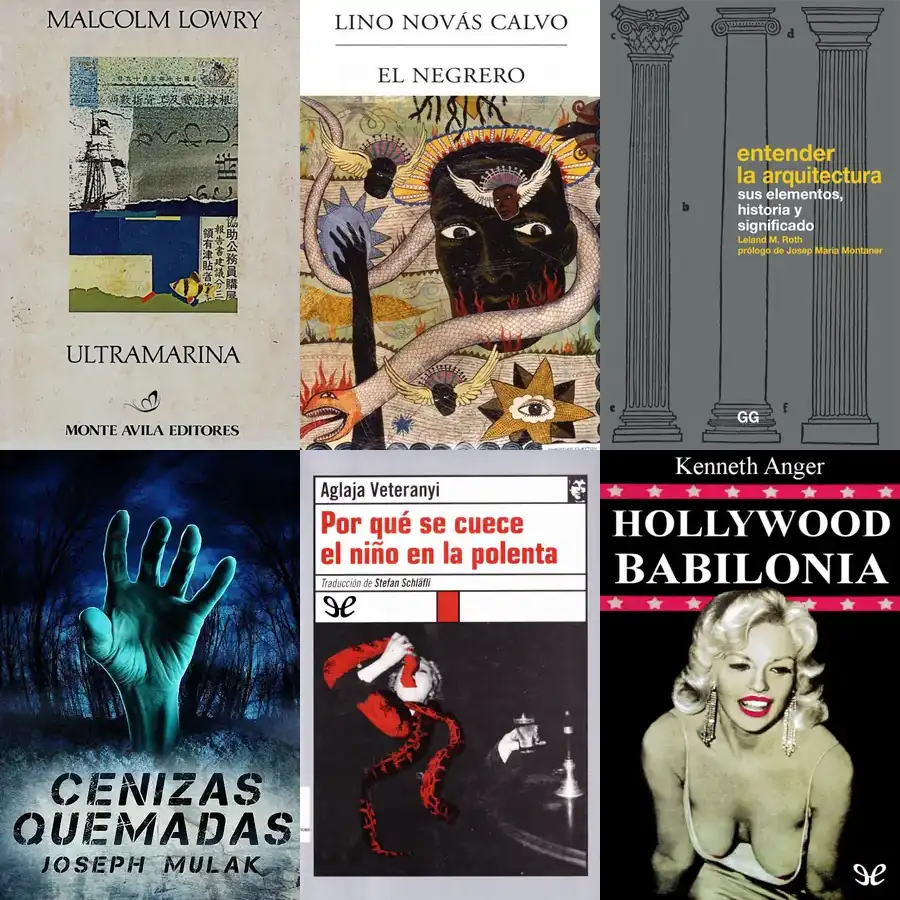 MALCOLM LOWRY
ULTRAMARINA
MONTE AVILA EDITORES
LINO NOVÁS CALVO
EL NEGRERO
c
d
b
entender
la arquitectura
sus elementos,
historia y
significado
Leland M. Roth
prólogo de Josep Maria Montaner
e
f
GG
CENIZAS
QUEMADAS
JOSEPH MULAK
Aglaja Veteranyi
Por qué se cuece
el niño en la polenta
Traducción de Stefan Schläfli
Kenneth Anger
HOLLYWOOD
BABILONIA